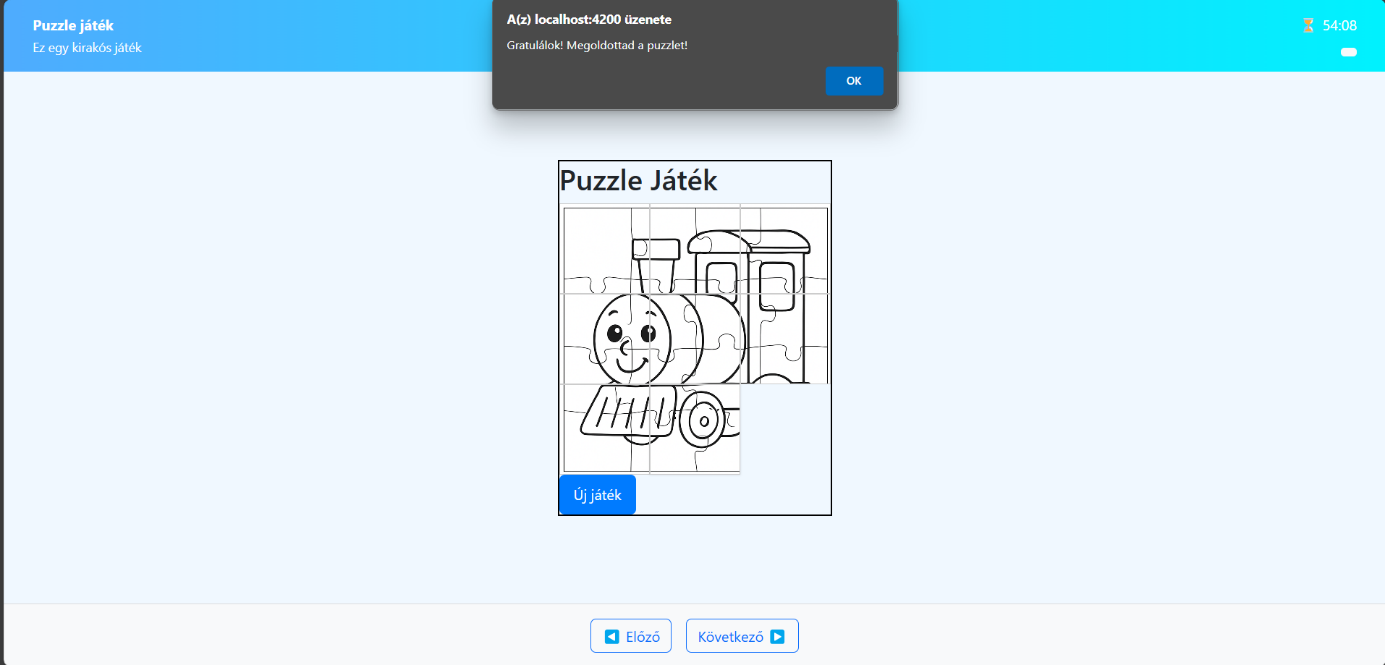 Puzzle játék
Ez egy kirakós játék
A(z) localhost:4200 üzenete
Gratulálok! Megoldottad a puzzlet!
OK
⏳ 54:08
Puzzle Játék
Új játék
◀ Előző
Következő ▶